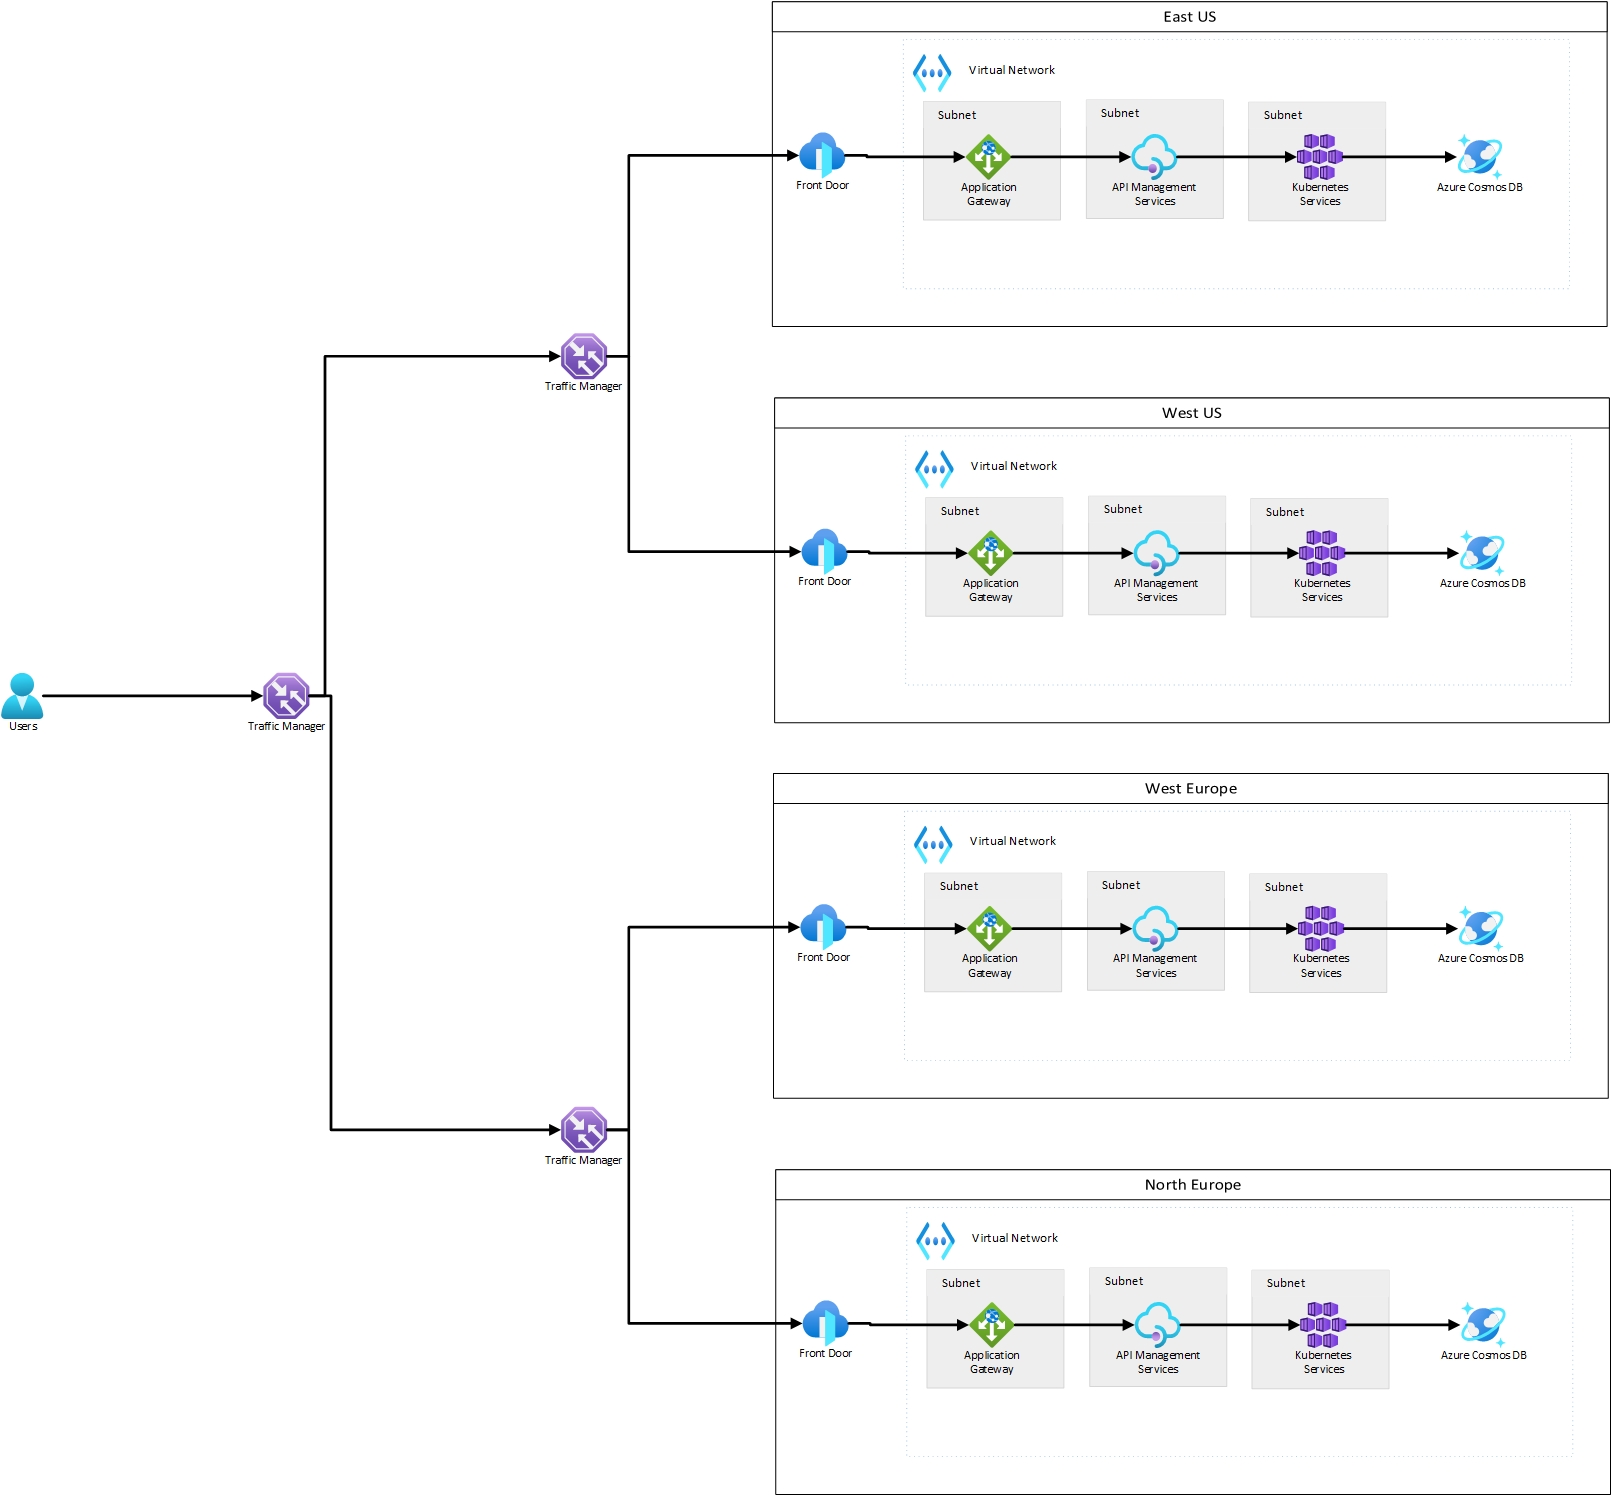 East US
Virtual Network
Subnet
Subnet
Subnet
Front Door
Application
Gateway
API Management
Services
Kubernetes
Services
Azure Cosmos DB
Traffic Manager
West US
Virtual Network
Subnet
Subnet
Subnet
Front Door
Application
Gateway
API Management
Services
Kubernetes
Services
Azure Cosmos DB
Users
Traffic Manager
West Europe
Virtual Network
Subnet
Subnet
Subnet
Front Door
Application
Gateway
API Management
Services
Kubernetes
Services
Azure Cosmos DB
Traffic Manager
North Europe
Virtual Network
Subnet
Subnet
Subnet
Front Door
Application
Gateway
API Management
Services
Kubernetes
Services
Azure Cosmos DB